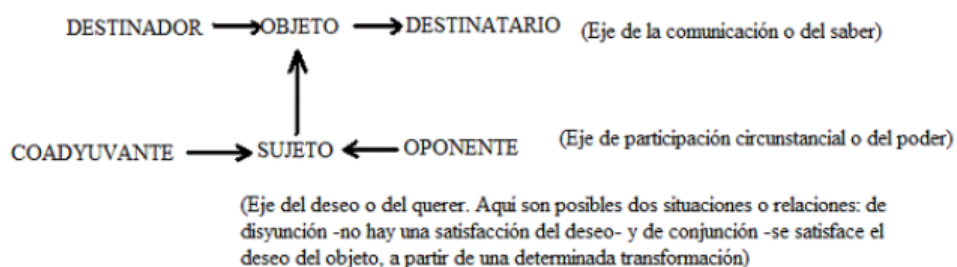 DESTINADOR OBJETO DESTINATARIO (Eje de la comunicación o del saber)
COADYUVANTE SUJETO OPONENTE (Eje de participación circunstancial o del poder)
(Eje del deseo o del querer. Aquí son posibles dos situaciones o relaciones: de
disyunción -no hay una satisfacción del deseo- y de conjunción -se satisface el
deseo del objeto, a partir de una determinada transformación)